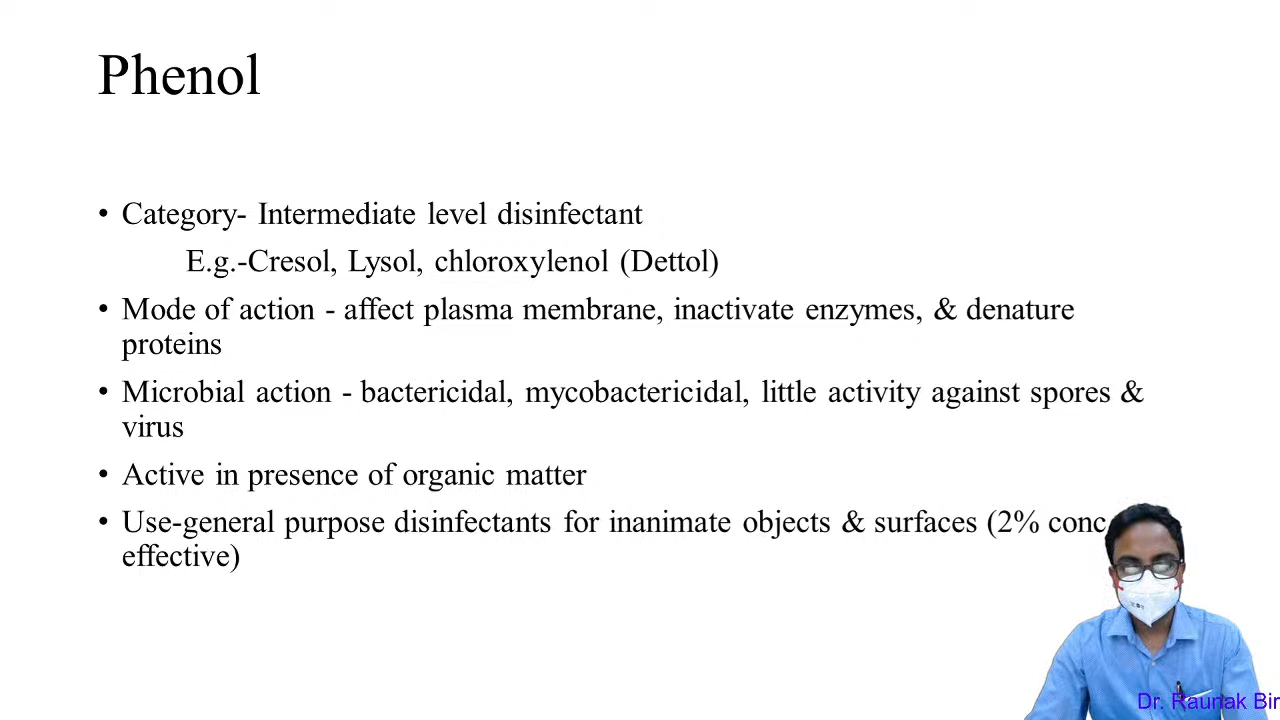 Phenol
• Category- Intermediate level disinfectant
E.g.-Cresol, Lysol, chloroxylenol (Dettol)
• Mode of action - affect plasma membrane, inactivate enzymes, & denature
proteins
• Microbial action - bactericidal, mycobactericidal, little activity against spores &
virus
• Active in presence of organic matter
• Use-general purpose disinfectants for inanimate objects & surfaces (2% conc
effective)
Dr. Raunak Bir